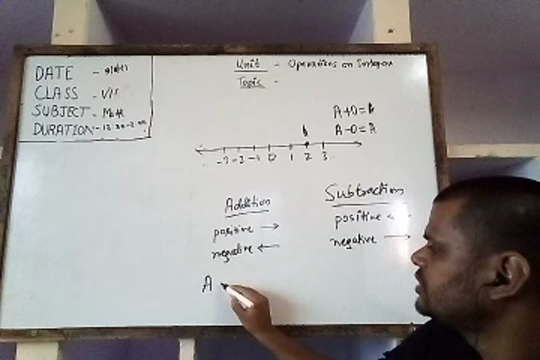 DATE -
CLASS - VII
SUBJECT - Math
DURATION -
Unit - Operations on Integers
Topic -
A+0=A
A-0=A
-3 -2 -1 0 1 2 3
Addition
positive →
negative ←
Subtraction
positive ←
negative →
A